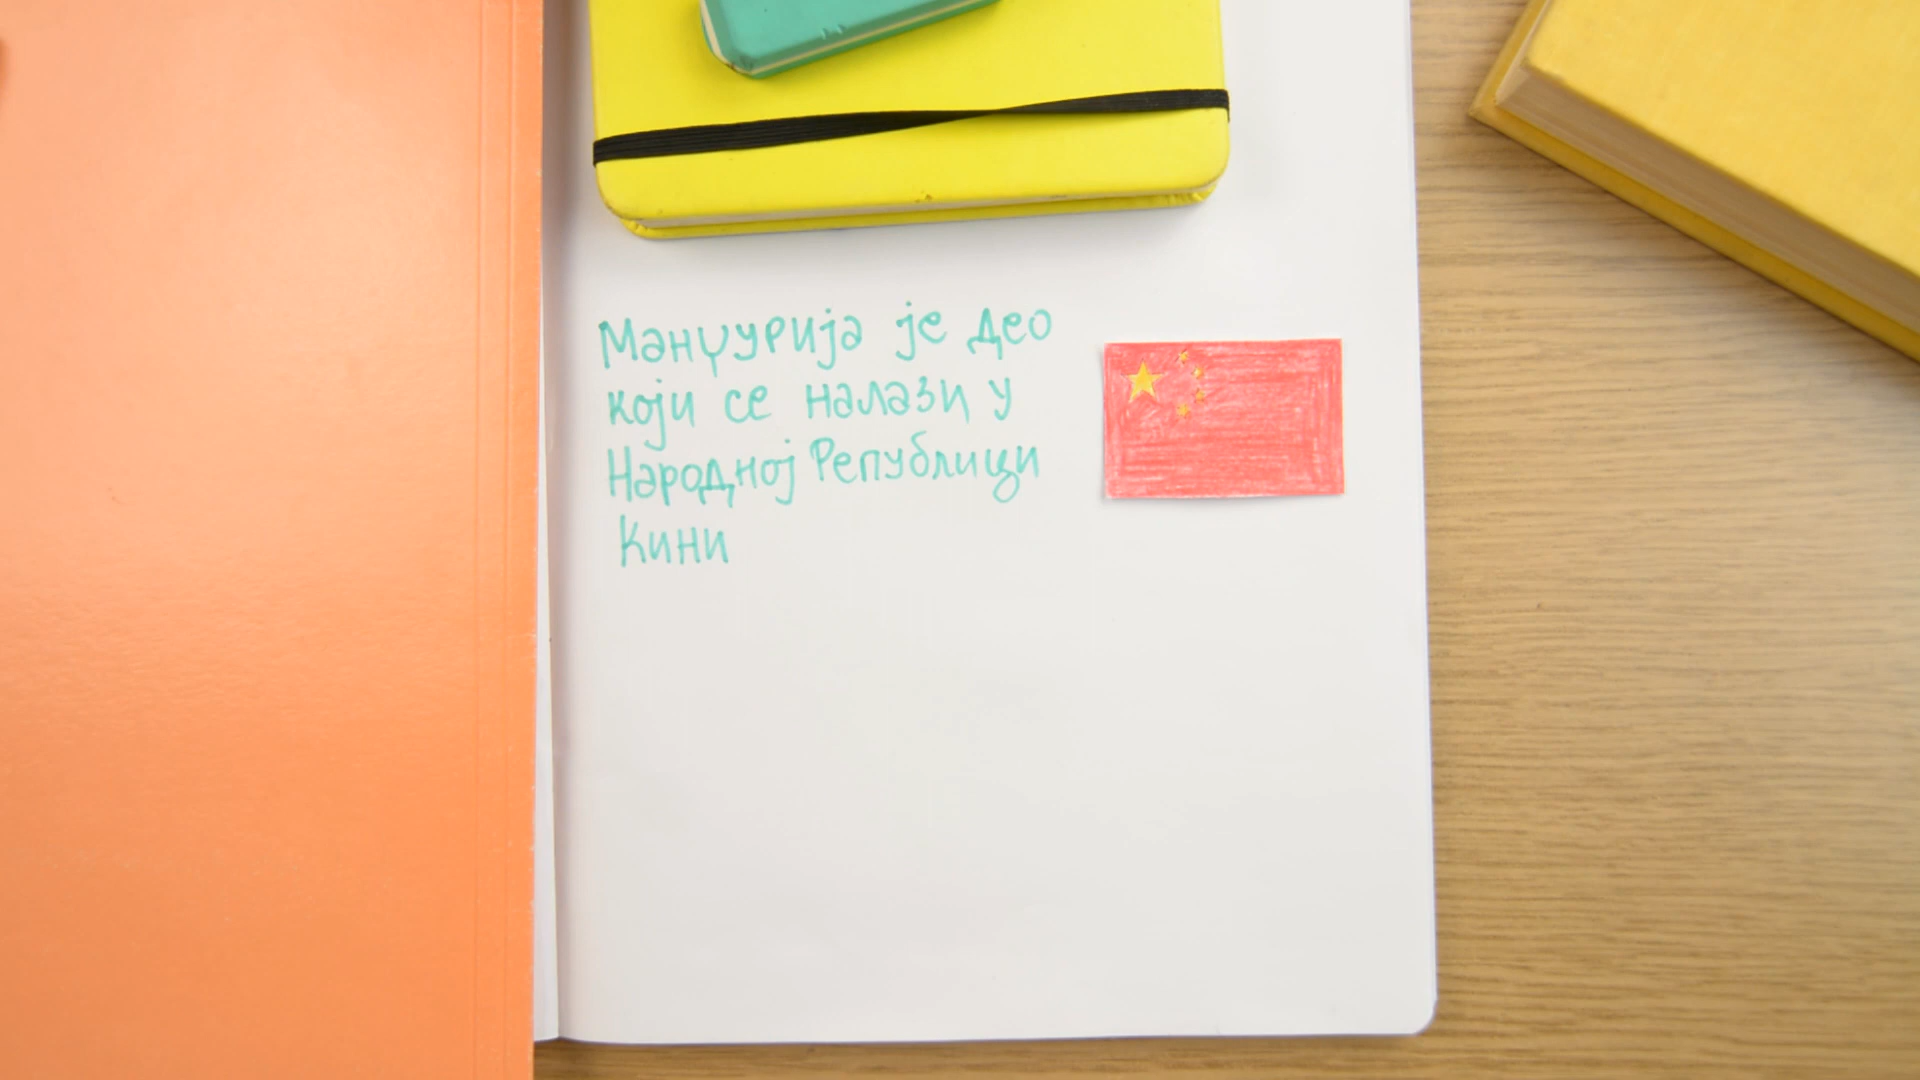 Манџурија је део
који се налази у
Народној Републици
Кини